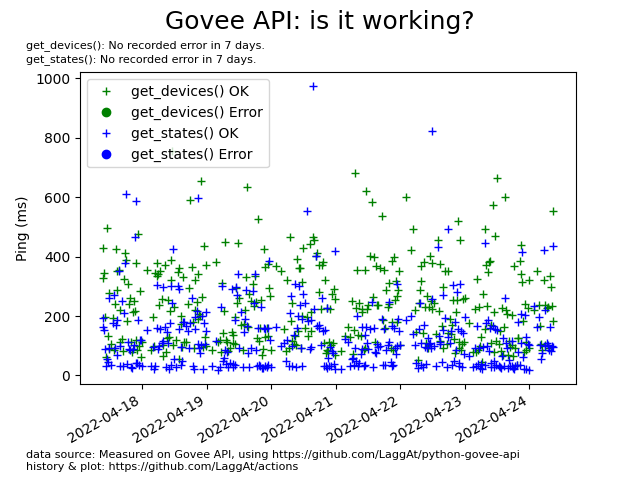 Govee API: is it working?
get_devices(): No recorded error in 7 days.
get_states(): No recorded error in 7 days.
get_devices() OK
get_devices() Error
get_states() OK
get_states() Error
Ping (ms)
1000
800
600
400
200
0
2022-04-18
2022-04-19
2022-04-20
2022-04-21
2022-04-22
2022-04-23
2022-04-24
data source: Measured on Govee API, using https://github.com/LaggAt/python-govee-api
history & plot: https://github.com/LaggAt/actions